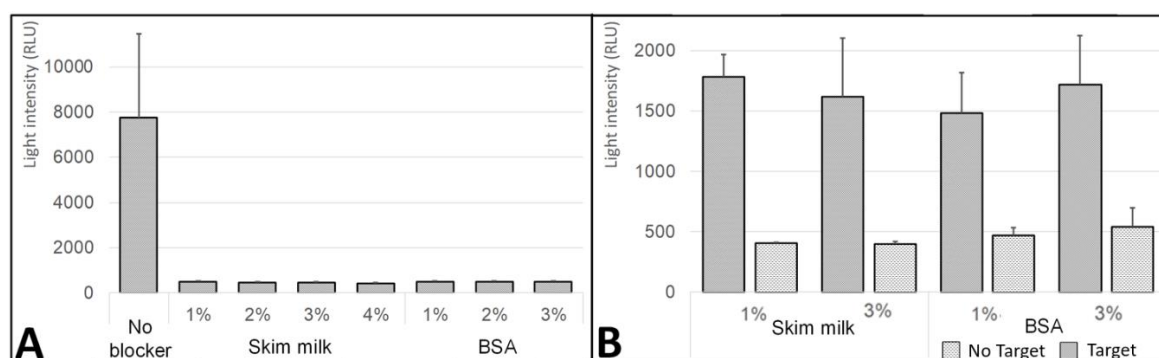 Light intensity (RLU)
10000
8000
6000
4000
2000
0
No
blocker
1% 2% 3% 4% 1% 2% 3%
Skim milk BSA
A
Light intensity (RLU)
2000
1500
1000
500
0
1% 3% 1% 3%
Skim milk BSA
No Target Target
B